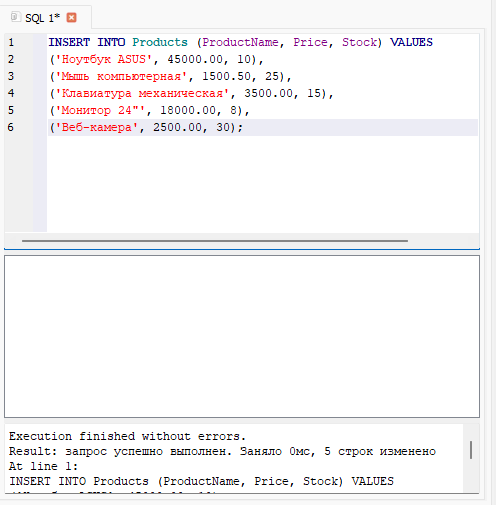 SQL 1*
1 INSERT INTO Products (ProductName, Price, Stock) VALUES
2 ('Ноутбук ASUS', 45000.00, 10),
3 ('Мышь компьютерная', 1500.50, 25),
4 ('Клавиатура механическая', 3500.00, 15),
5 ('Монитор 24"', 18000.00, 8),
6 ('Веб-камера', 2500.00, 30);
Execution finished without errors.
Result: запрос успешно выполнен. Заняло 0мс, 5 строк изменено
At line 1:
INSERT INTO Products (ProductName, Price, Stock) VALUES